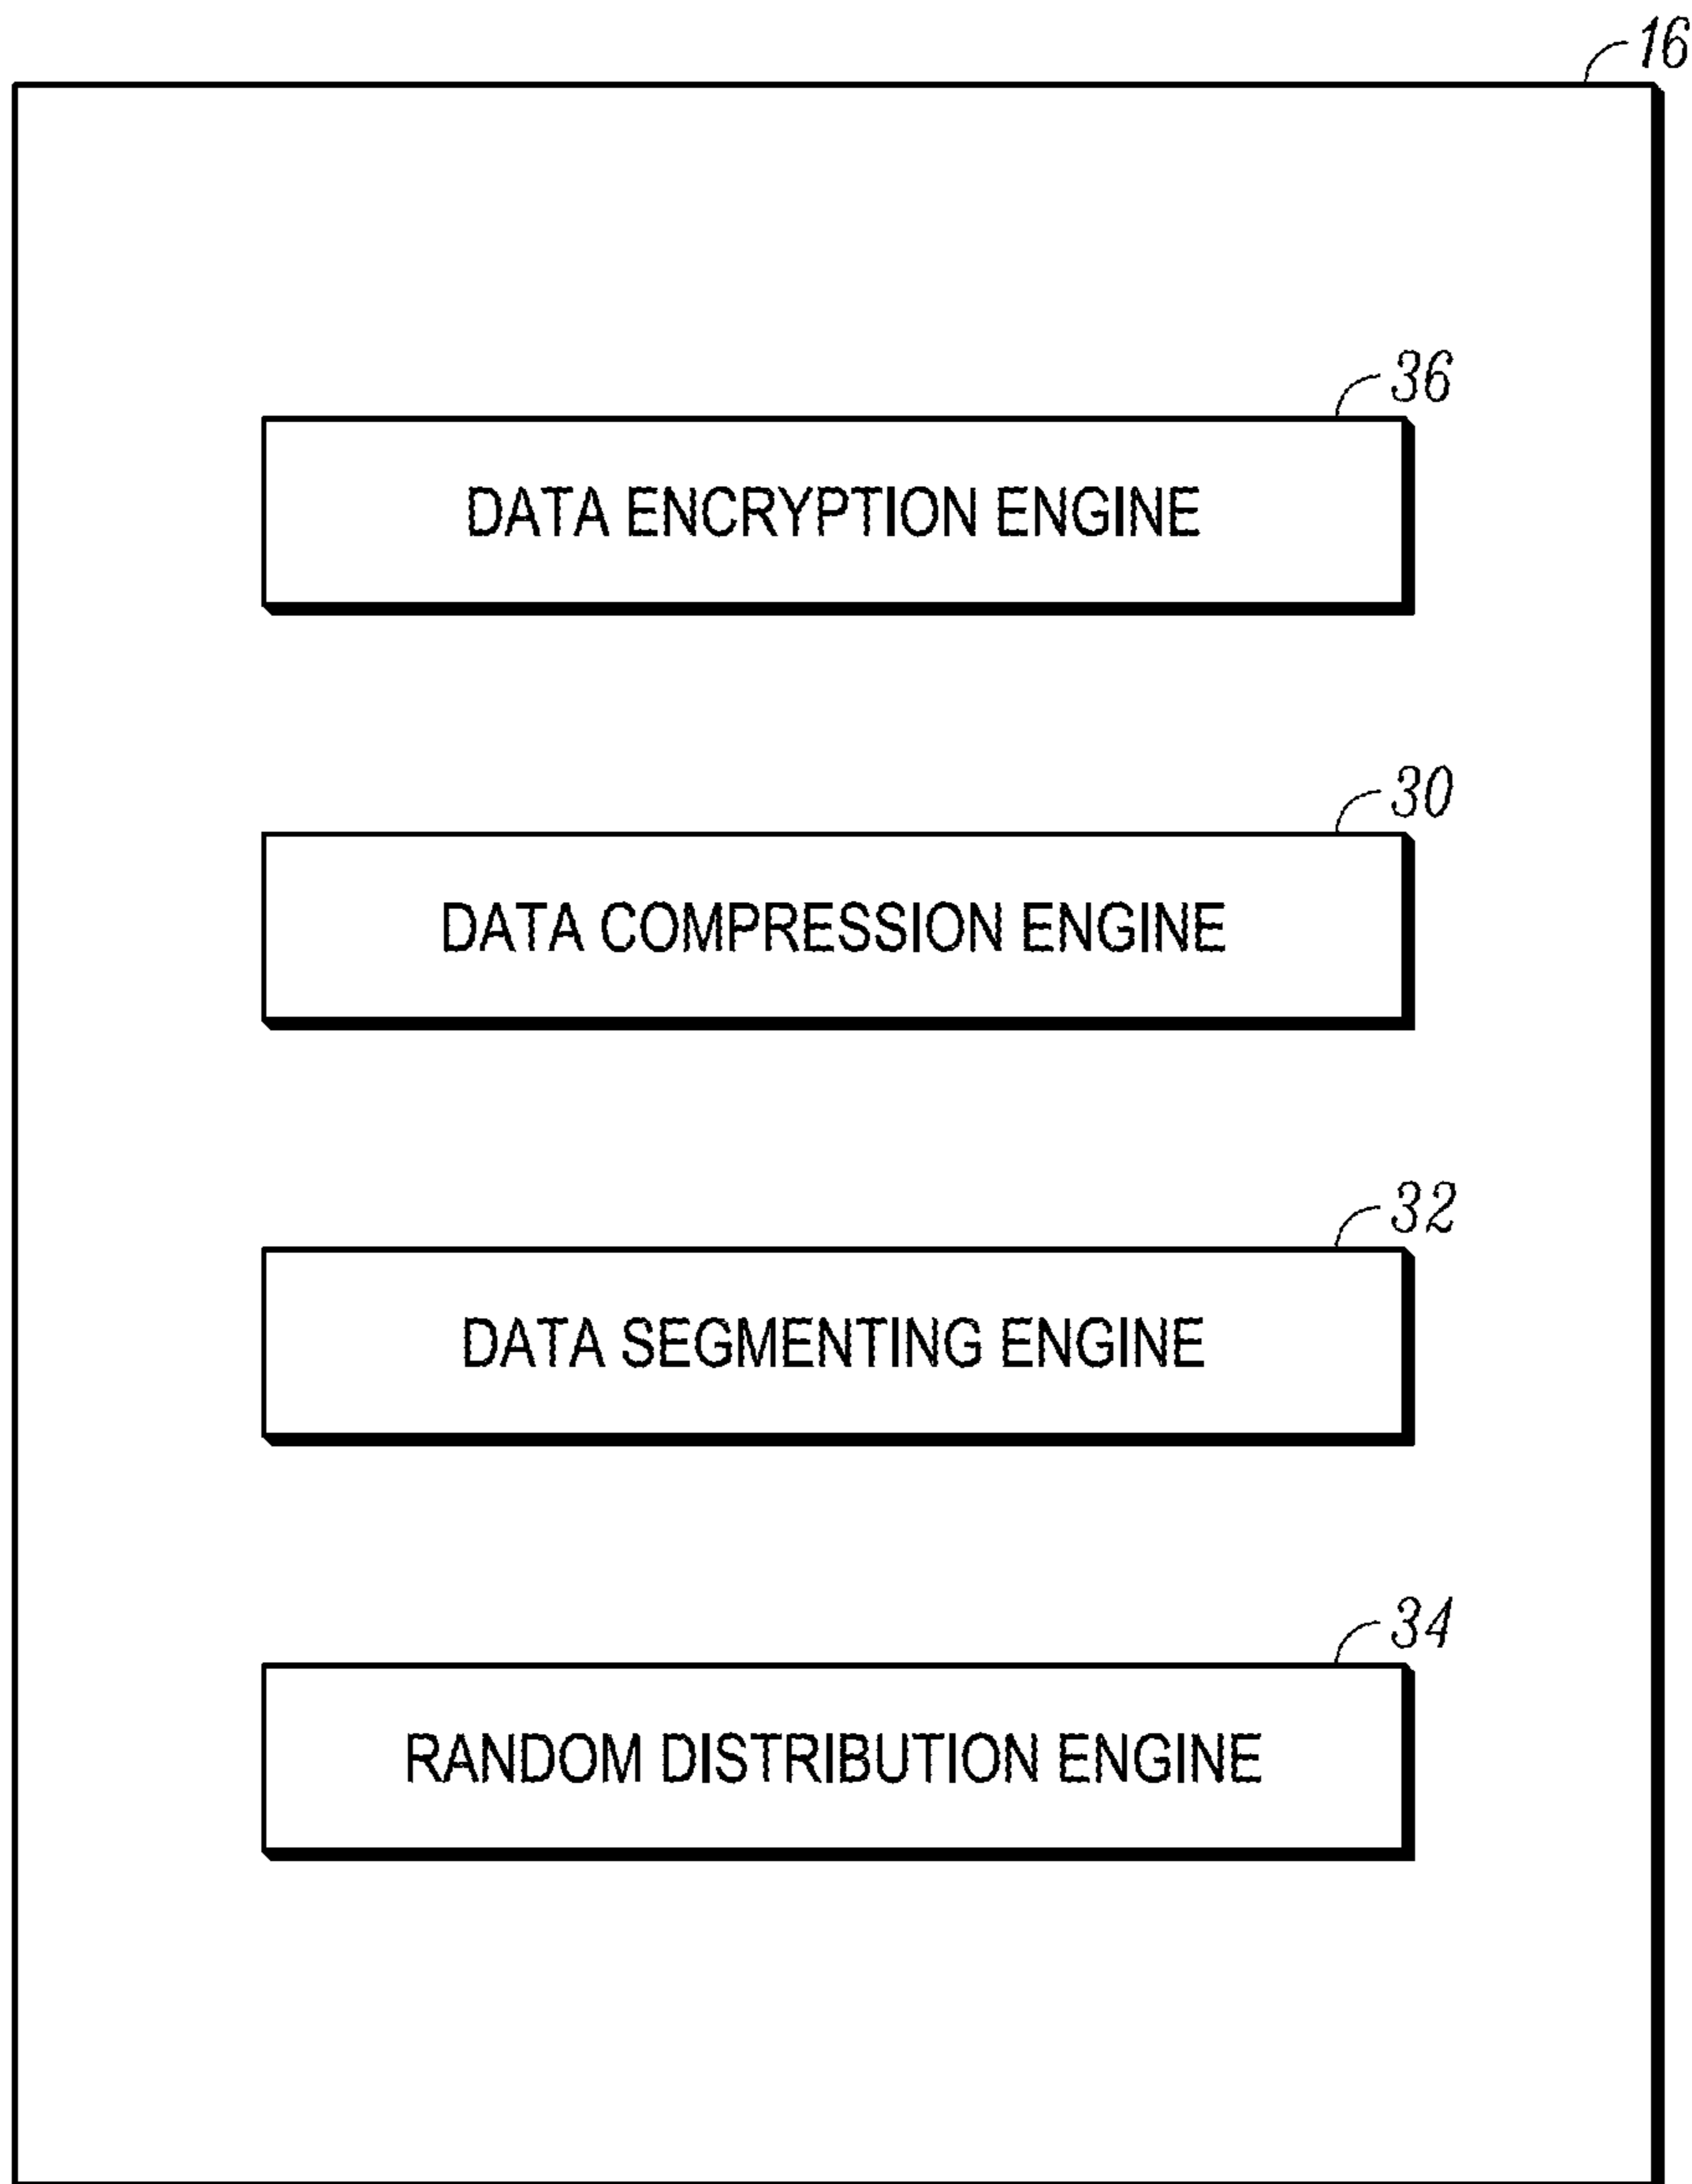 16
36
DATA ENCRYPTION ENGINE
30
DATA COMPRESSION ENGINE
32
DATA SEGMENTING ENGINE
34
RANDOM DISTRIBUTION ENGINE